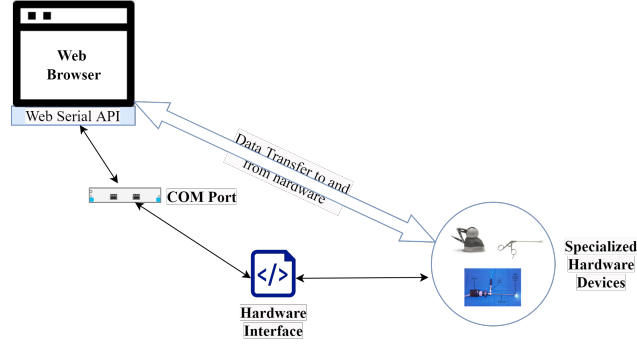 Web
Browser
Web Serial API
Data Transfer to and
from hardware
COM Port
</>
Hardware
Interface
Specialized
Hardware
Devices